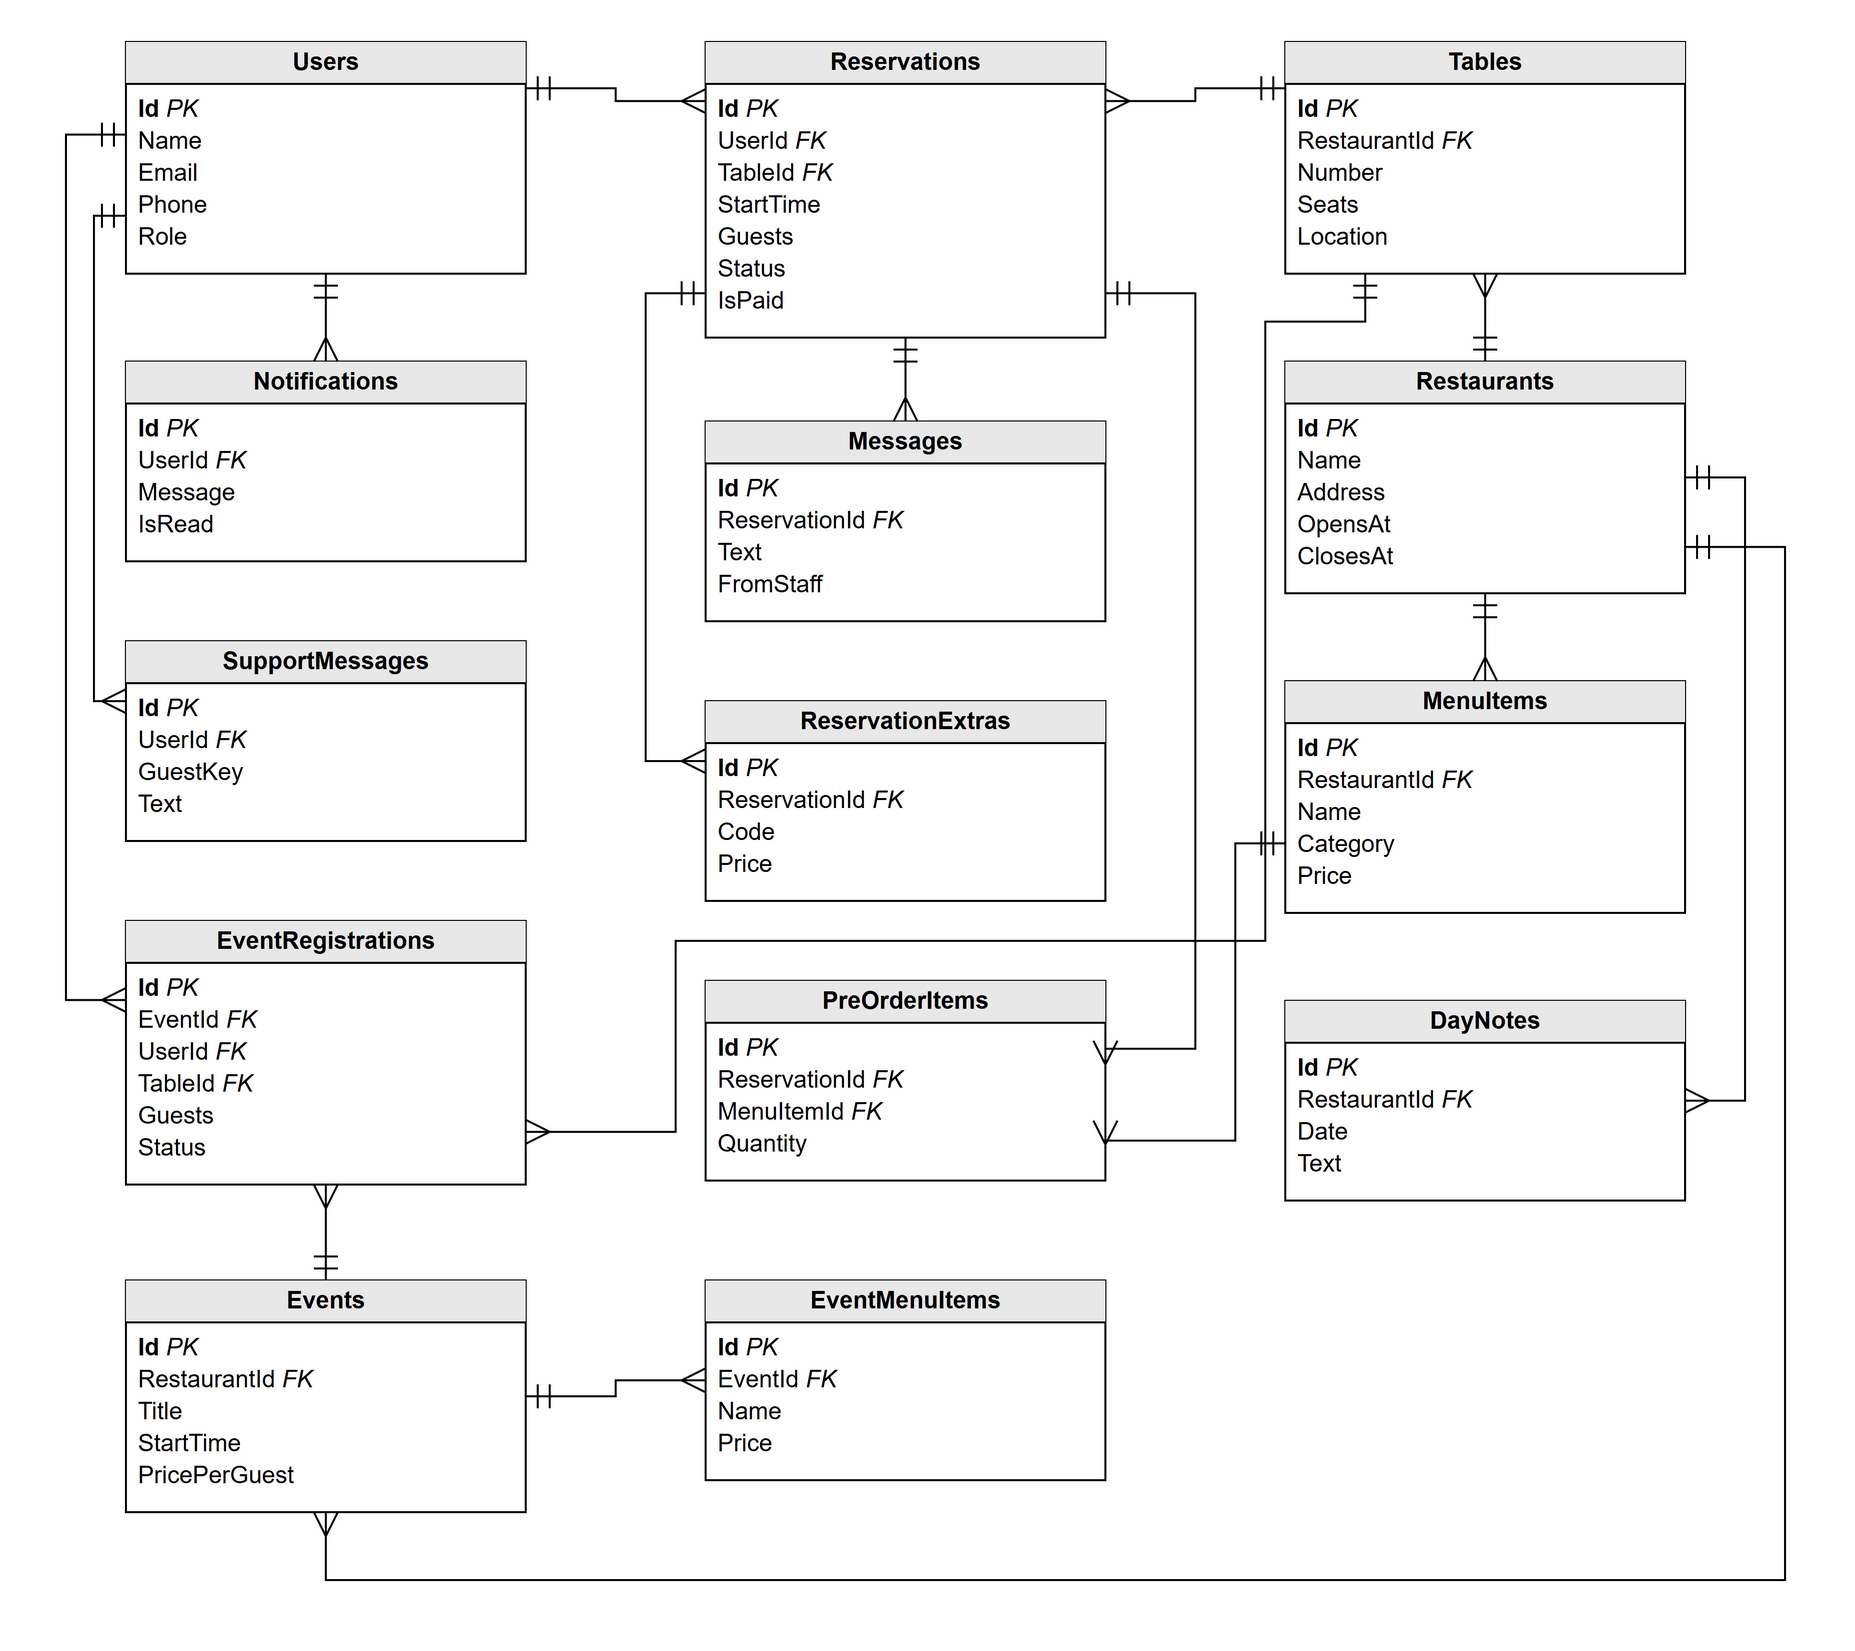 Users
Id PK
Name
Email
Phone
Role
Reservations
Id PK
UserId FK
TableId FK
StartTime
Guests
Status
IsPaid
Tables
Id PK
RestaurantId FK
Number
Seats
Location
Notifications
Id PK
UserId FK
Message
IsRead
Messages
Id PK
ReservationId FK
Text
FromStaff
Restaurants
Id PK
Name
Address
OpensAt
ClosesAt
SupportMessages
Id PK
UserId FK
GuestKey
Text
ReservationExtras
Id PK
ReservationId FK
Code
Price
MenuItems
Id PK
RestaurantId FK
Name
Category
Price
EventRegistrations
Id PK
EventId FK
UserId FK
TableId FK
Guests
Status
PreOrderItems
Id PK
ReservationId FK
MenuItemId FK
Quantity
DayNotes
Id PK
RestaurantId FK
Date
Text
Events
Id PK
RestaurantId FK
Title
StartTime
PricePerGuest
EventMenuItems
Id PK
EventId FK
Name
Price